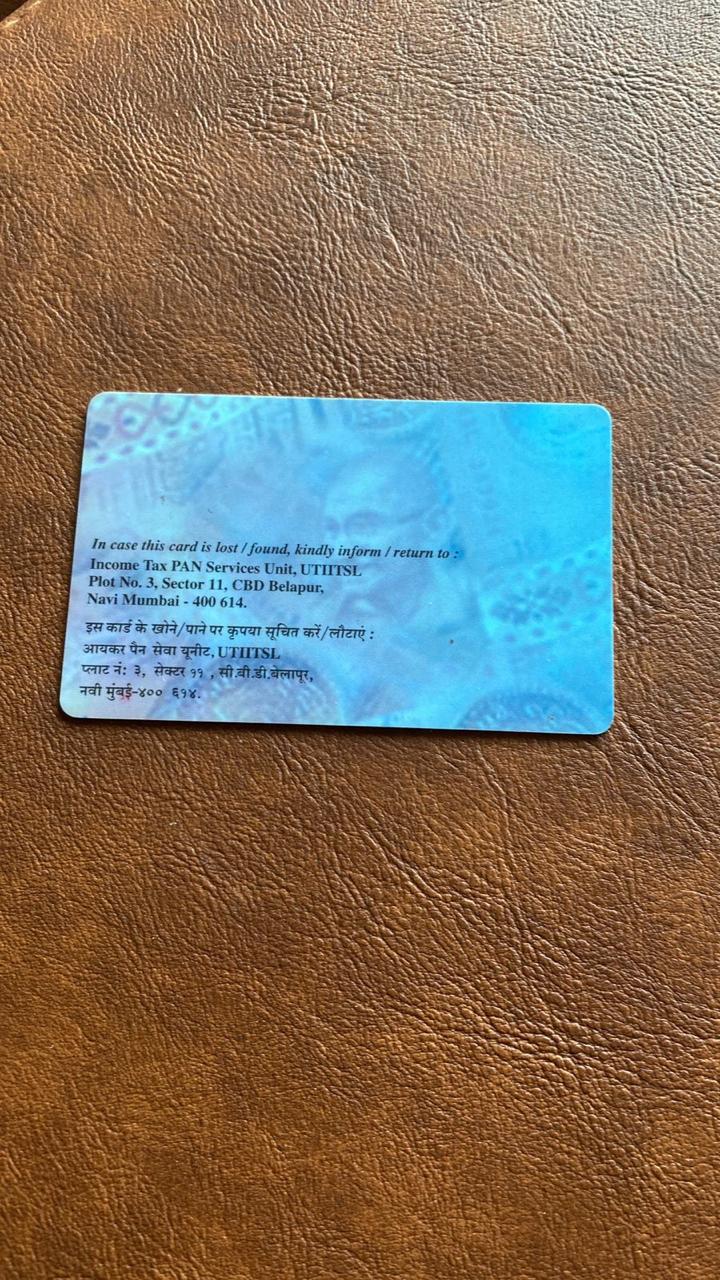 In case this card is lost / found, kindly inform / return to :
Income Tax PAN Services Unit, UTIITSL
Plot No. 3, Sector 11, CBD Belapur,
Navi Mumbai - 400 614.
इस कार्ड के खोने/पाने पर कृपया सूचित करें/लौटाएं :
आयकर पैन सेवा यूनीट, UTIITSL
प्लाट नं: ३, सेक्टर ११ , सी.बी.डी.बेलापूर,
नवी मुंबई-४०० ६१४.